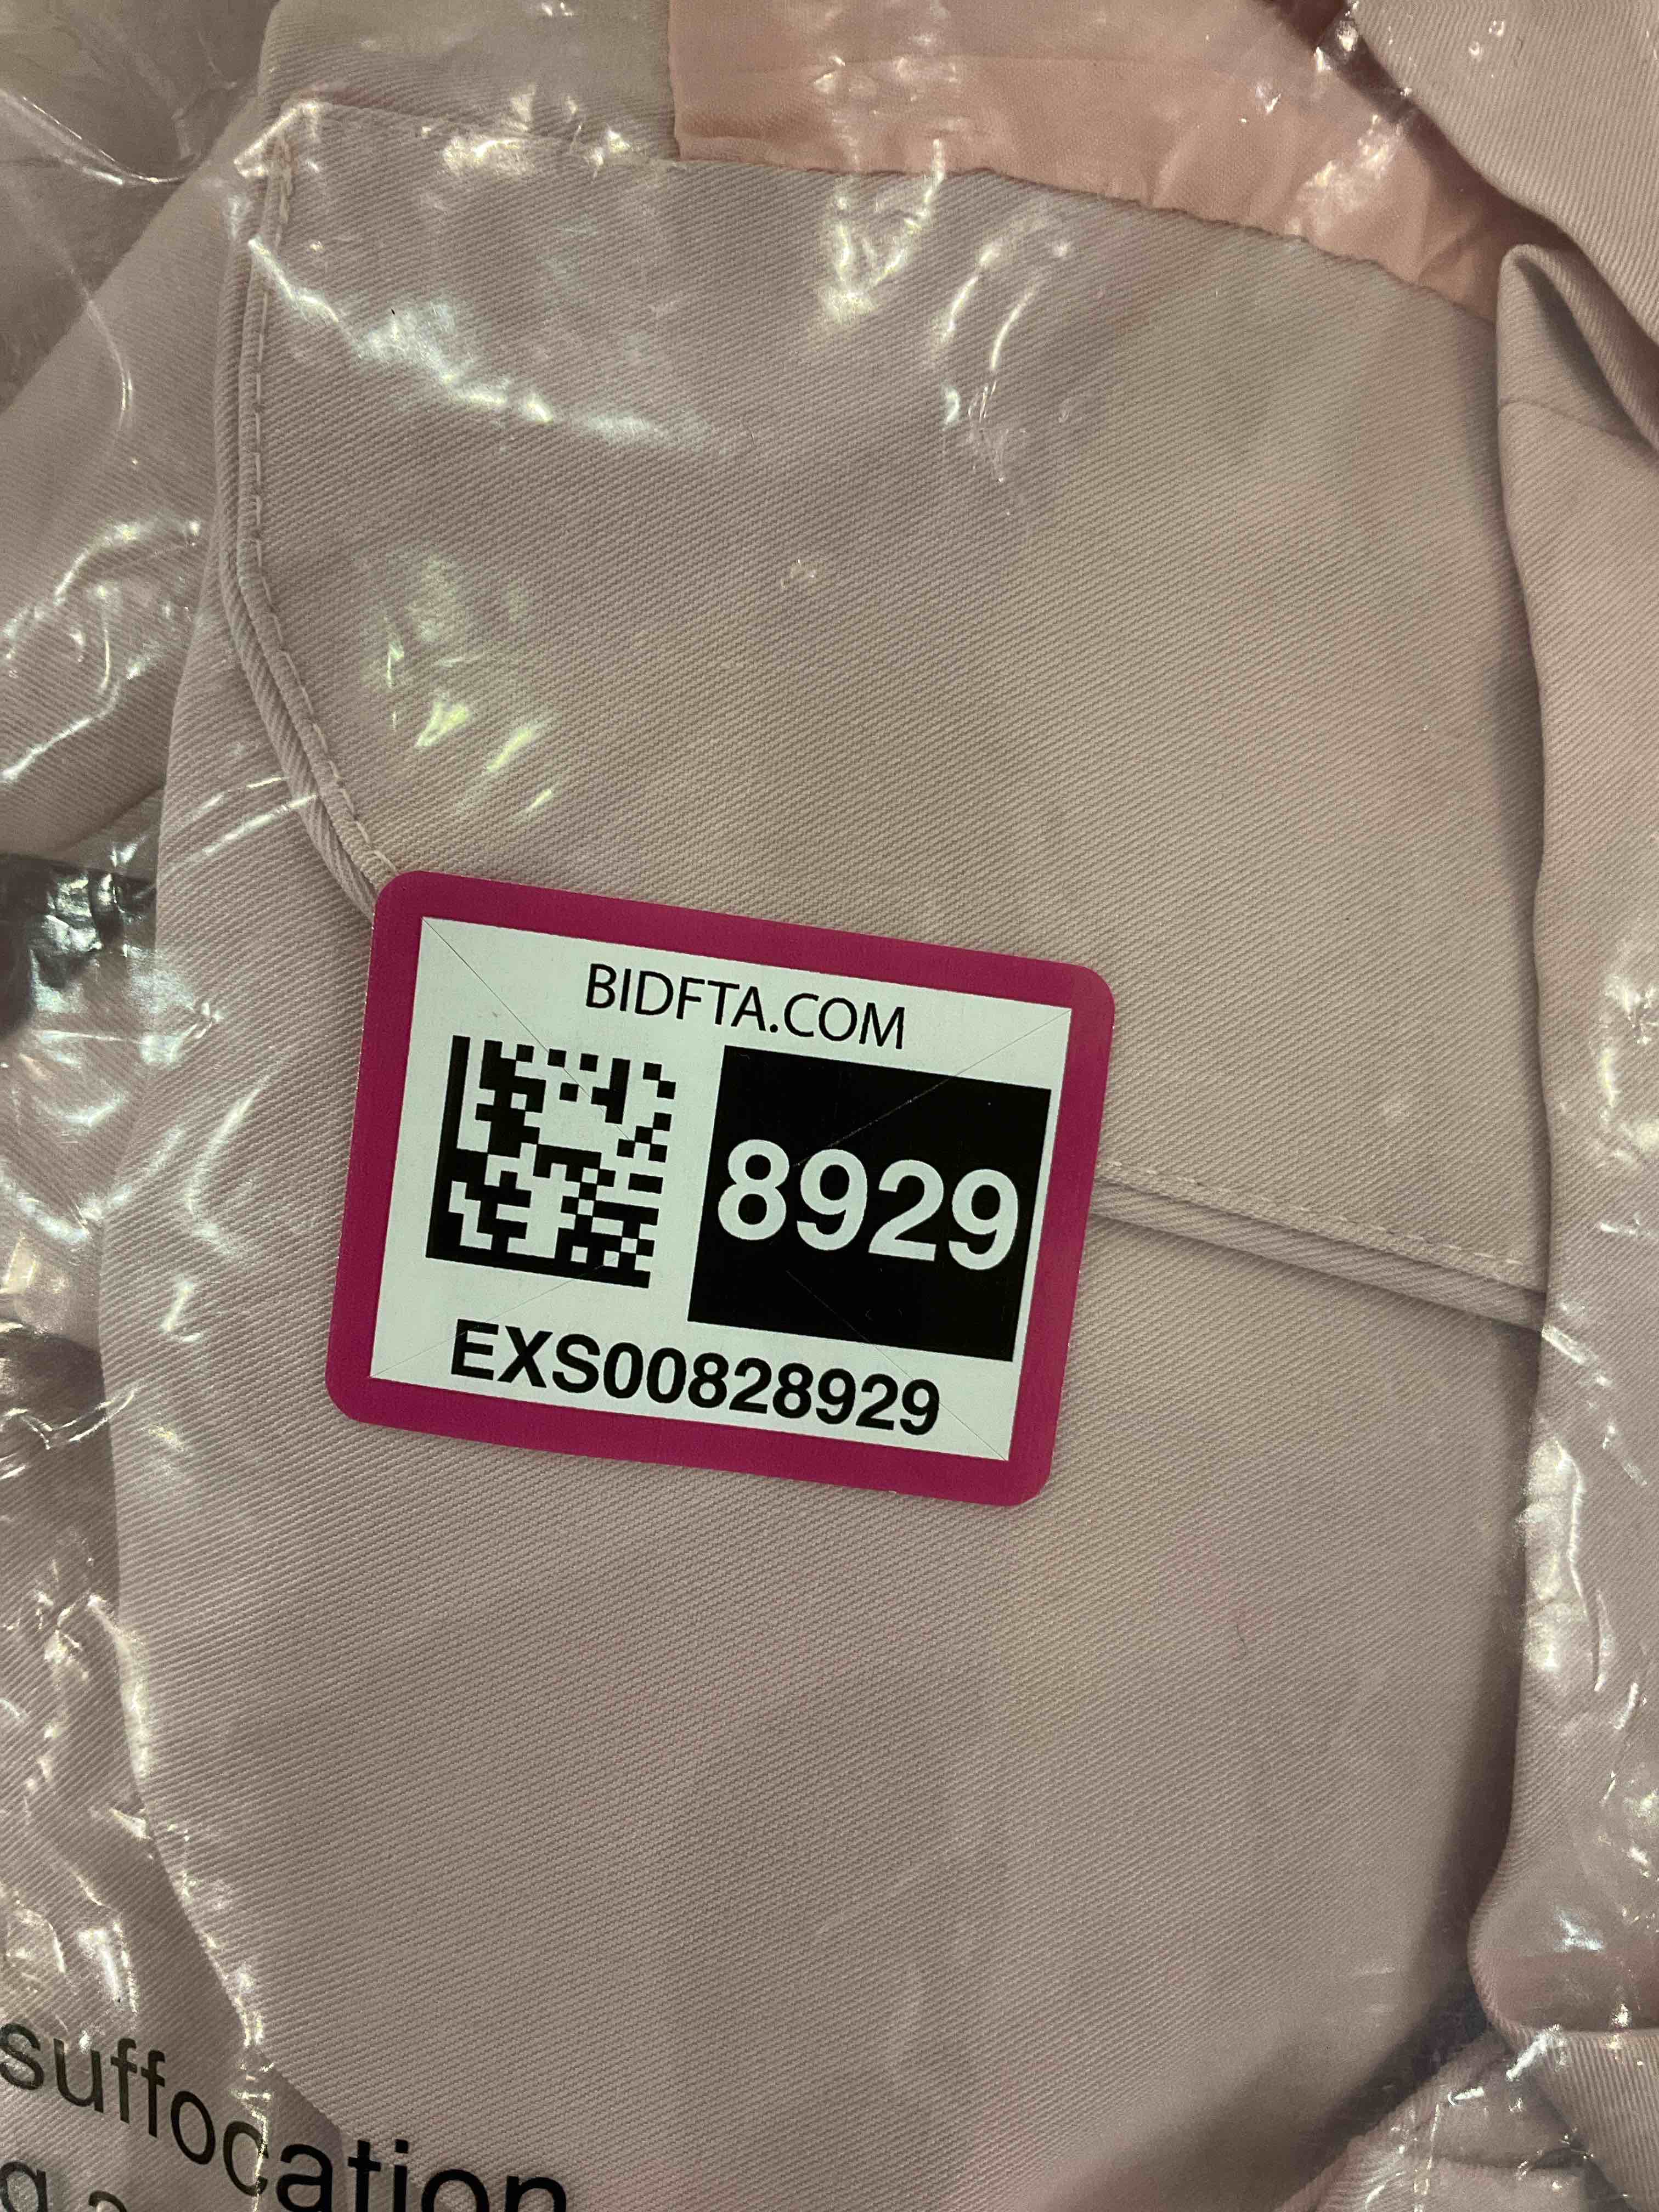 BIDFTA.COM
8929
EXS00828929
suffocation